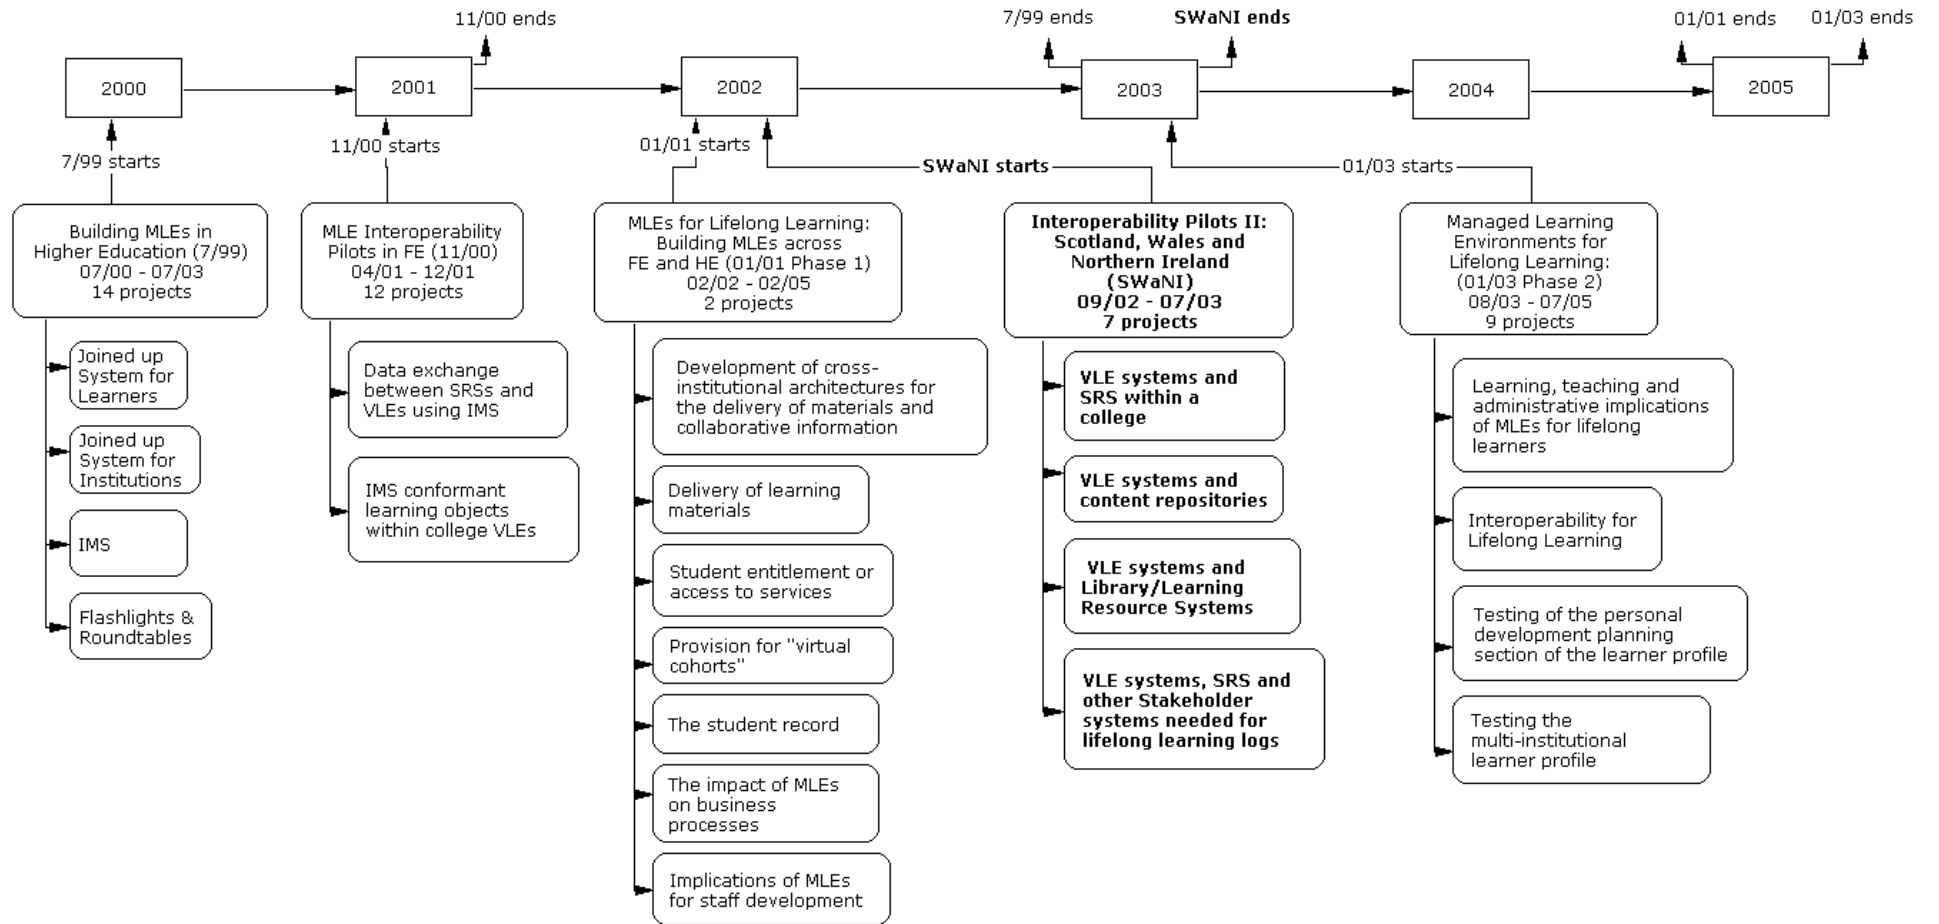 11/00 ends
7/99 ends
SWaNI ends
01/01 ends
01/03 ends
2000
2001
2002
2003
2004
2005
7/99 starts
11/00 starts
01/01 starts
SWaNI starts
01/03 starts
Building MLEs in
Higher Education (7/99)
07/00 - 07/03
14 projects
Joined up
System for
Learners
Joined up
System for
Institutions
IMS
Flashlights &
Roundtables
MLE Interoperability
Pilots in FE (11/00)
04/01 - 12/01
12 projects
Data exchange
between SRSs and
VLEs using IMS
IMS conformant
learning objects
within college VLEs
MLEs for Lifelong Learning:
Building MLEs across
FE and HE (01/01 Phase 1)
02/02 - 02/05
2 projects
Development of cross-
institutional architectures for
the delivery of materials and
collaborative information
Delivery of learning
materials
Student entitlement or
access to services
Provision for "virtual
cohorts"
The student record
The impact of MLEs
on business
processes
Implications of MLEs
for staff development
Interoperability Pilots II:
Scotland, Wales and
Northern Ireland
(SWaNI)
09/02 - 07/03
7 projects
VLE systems and
SRS within a
college
VLE systems and
content repositories
VLE systems and
Library/Learning
Resource Systems
VLE systems, SRS and
other Stakeholder
systems needed for
lifelong learning logs
Managed Learning
Environments for
Lifelong Learning:
(01/03 Phase 2)
08/03 - 07/05
9 projects
Learning, teaching and
administrative implications
of MLEs for lifelong
learners
Interoperability for
Lifelong Learning
Testing of the personal
development planning
section of the learner profile
Testing the
multi-institutional
learner profile